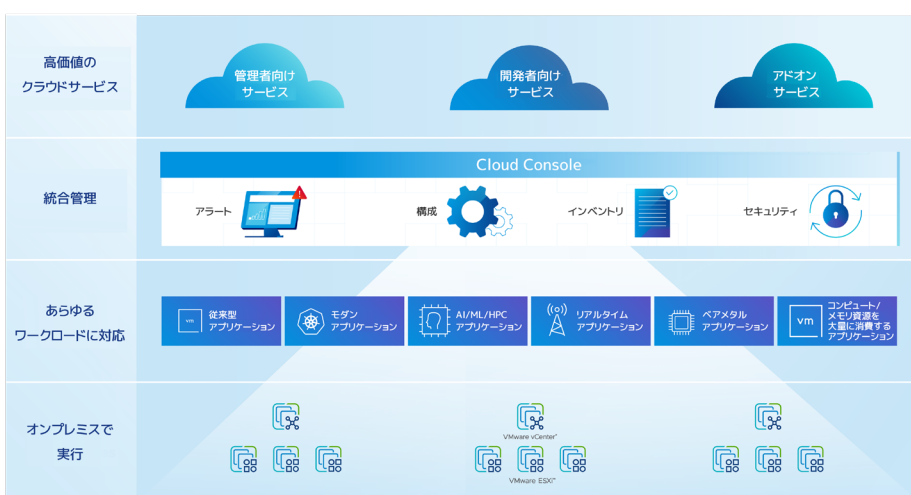 高価値の
クラウドサービス
管理者向け
サービス
開発者向け
サービス
アドオン
サービス
統合管理
Cloud Console
アラート
構成
インベントリ
セキュリティ
あらゆる
ワークロードに対応
vm
従来型
アプリケーション
モダン
アプリケーション
AI/ML/HPC
アプリケーション
リアルタイム
アプリケーション
ベアメタル
アプリケーション
vm
コンピュート/
メモリ資源を
大量に消費する
アプリケーション
オンプレミスで
実行
VMware vCenter®
VMware ESXi™